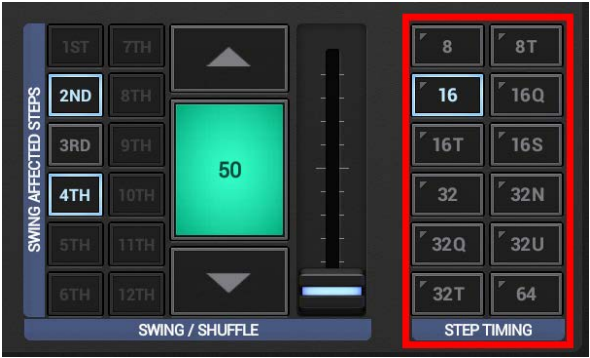 1ST 7TH 8 8T
2ND 8TH 16 16Q
3RD 9TH 50 16T 16S
4TH 10TH 32 32N
5TH 11TH 32Q 32U
6TH 12TH 32T 64
SWING AFFECTED STEPS
SWING / SHUFFLE STEP TIMING